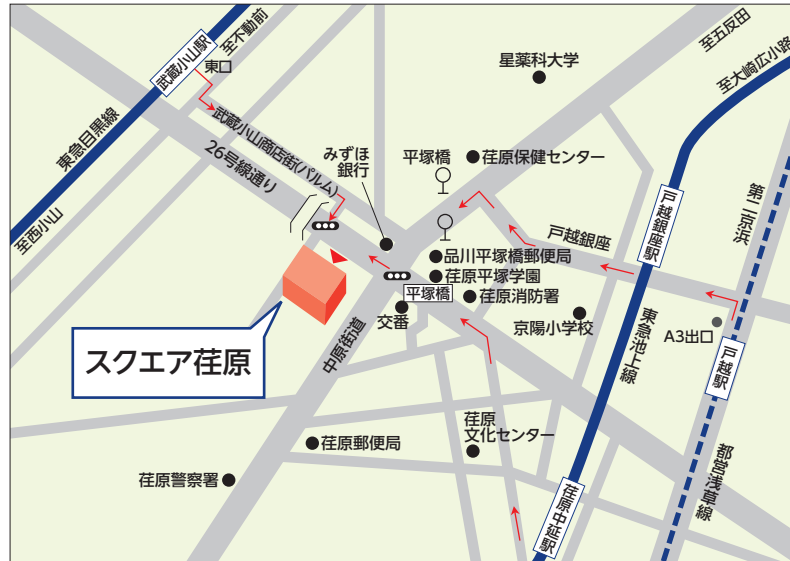 武蔵小山駅
東口
至不動前
東急目黒線
至西小山
武蔵小山商店街(パルム)
26号線通り
みずほ
銀行
星薬科大学
平塚橋
荏原保健センター
至五反田
至大崎広小路
戸越銀座駅
第二京浜
戸越銀座
品川平塚橋郵便局
荏原平塚学園
平塚橋
荏原消防署
交番
京陽小学校
東急池上線
A3出口
戸越駅
スクエア荏原
中原街道
荏原郵便局
荏原
文化センター
荏原警察署
荏原中延駅
都営浅草線